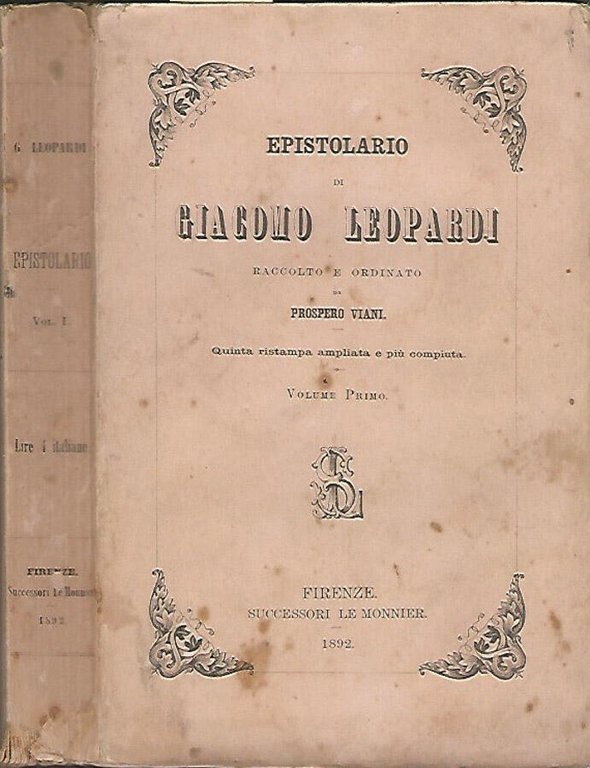 G. LEOPARDI
EPISTOLARIO
VOL. I
Lire 4 italiane
FIRENZE.
Successori Le Monnier
1892
EPISTOLARIO
DI
GIACOMO LEOPARDI
RACCOLTO E ORDINATO
DA
PROSPERO VIANI.
Quinta ristampa ampliata e più compiuta.
VOLUME PRIMO.
FIRENZE.
SUCCESSORI LE MONNIER.
1892.